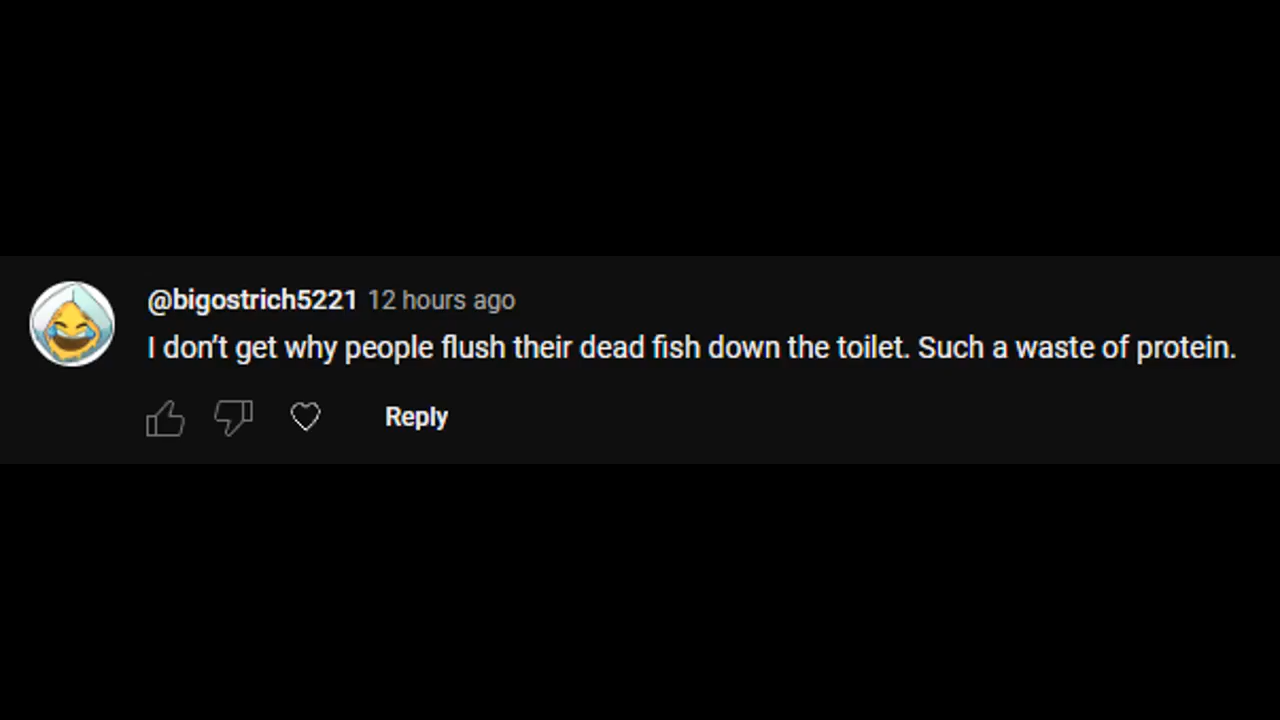 @bigostrich5221 12 hours ago
I don’t get why people flush their dead fish down the toilet. Such a waste of protein.
Reply